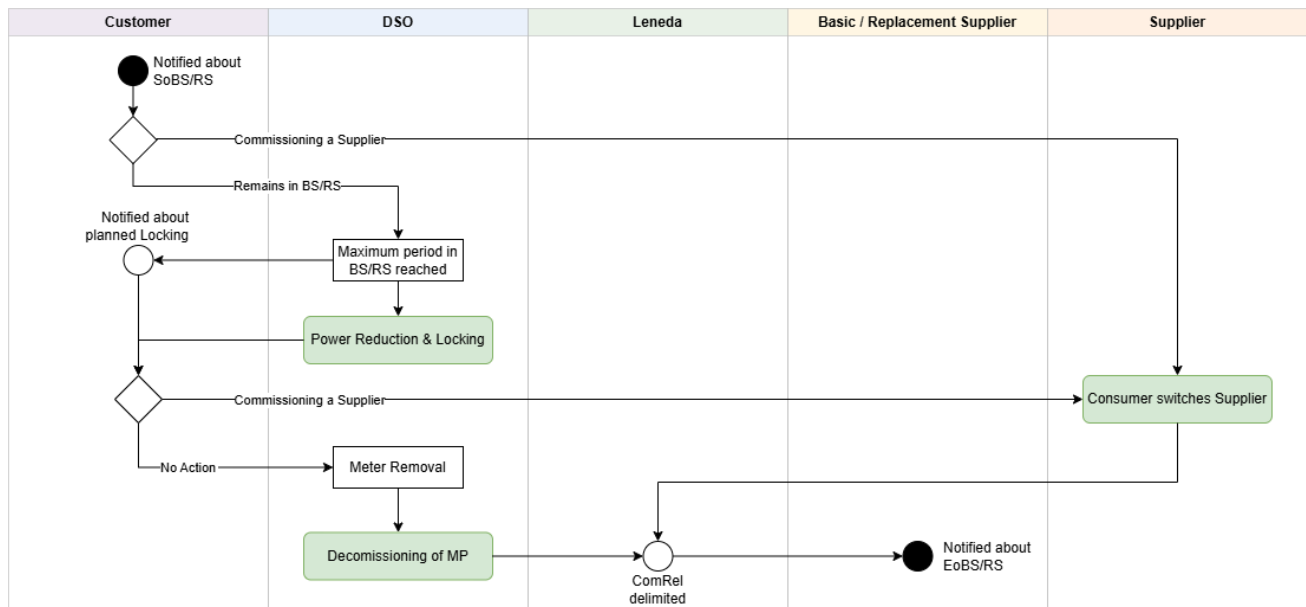 Customer
DSO
Leneda
Basic / Replacement Supplier
Supplier
Notified about
SoBS/RS
Commissioning a Supplier
Remains in BS/RS
Notified about
planned Locking
Maximum period in
BS/RS reached
Power Reduction & Locking
Commissioning a Supplier
Consumer switches Supplier
No Action
Meter Removal
Decomissioning of MP
ComRel
delimited
Notified about
EoBS/RS